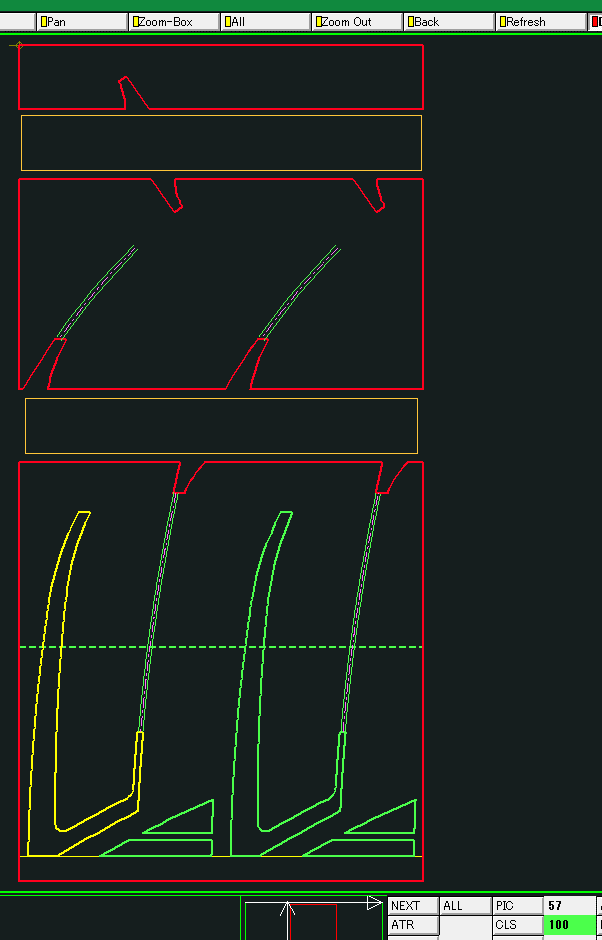 Pan Zoom-Box All Zoom Out Back Refresh
NEXT ALL PIC 57
ATR CLS 100